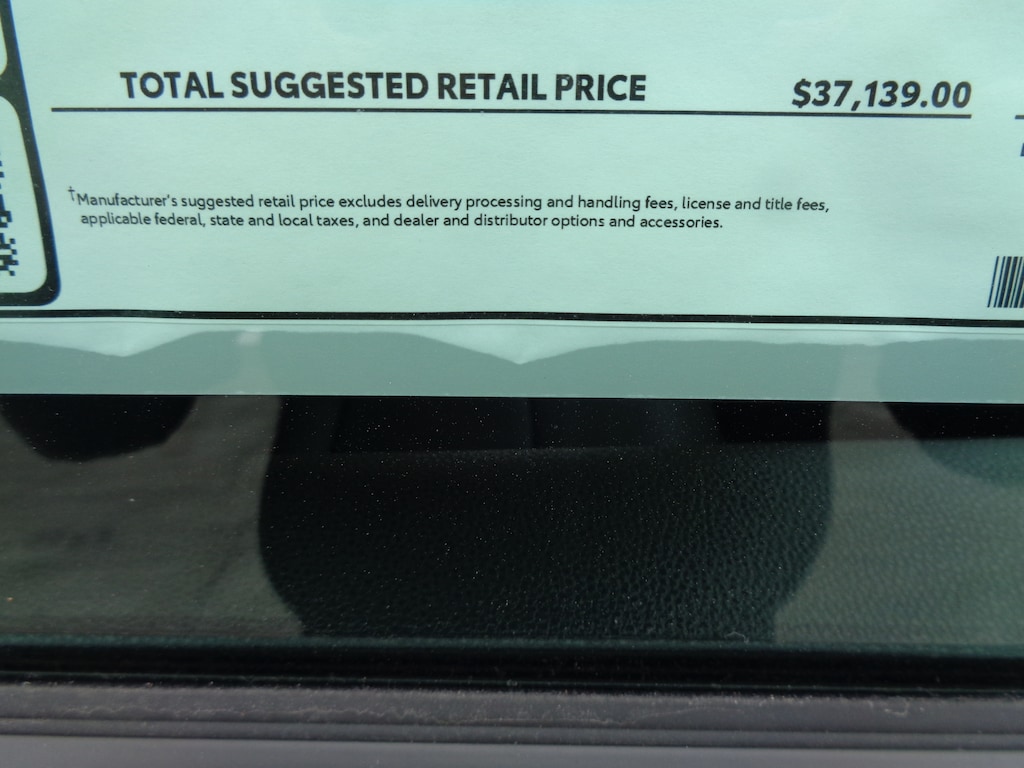 TOTAL SUGGESTED RETAIL PRICE $37,139.00
†Manufacturer's suggested retail price excludes delivery processing and handling fees, license and title fees,
applicable federal, state and local taxes, and dealer and distributor options and accessories.